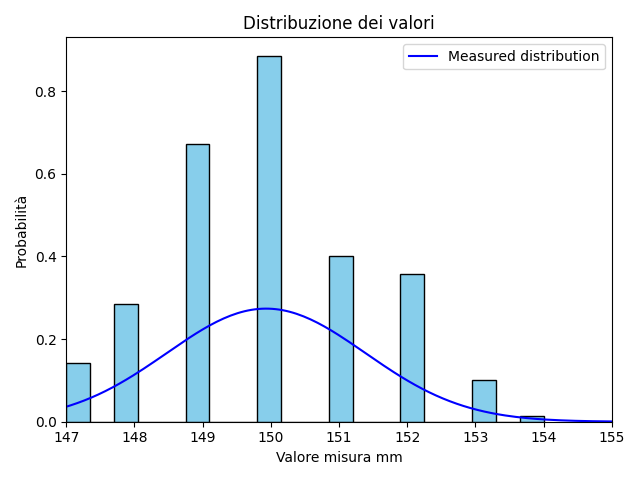 Distribuzione dei valori
Measured distribution
Probabilità
0.8
0.6
0.4
0.2
0.0
147 148 149 150 151 152 153 154 155
Valore misura mm